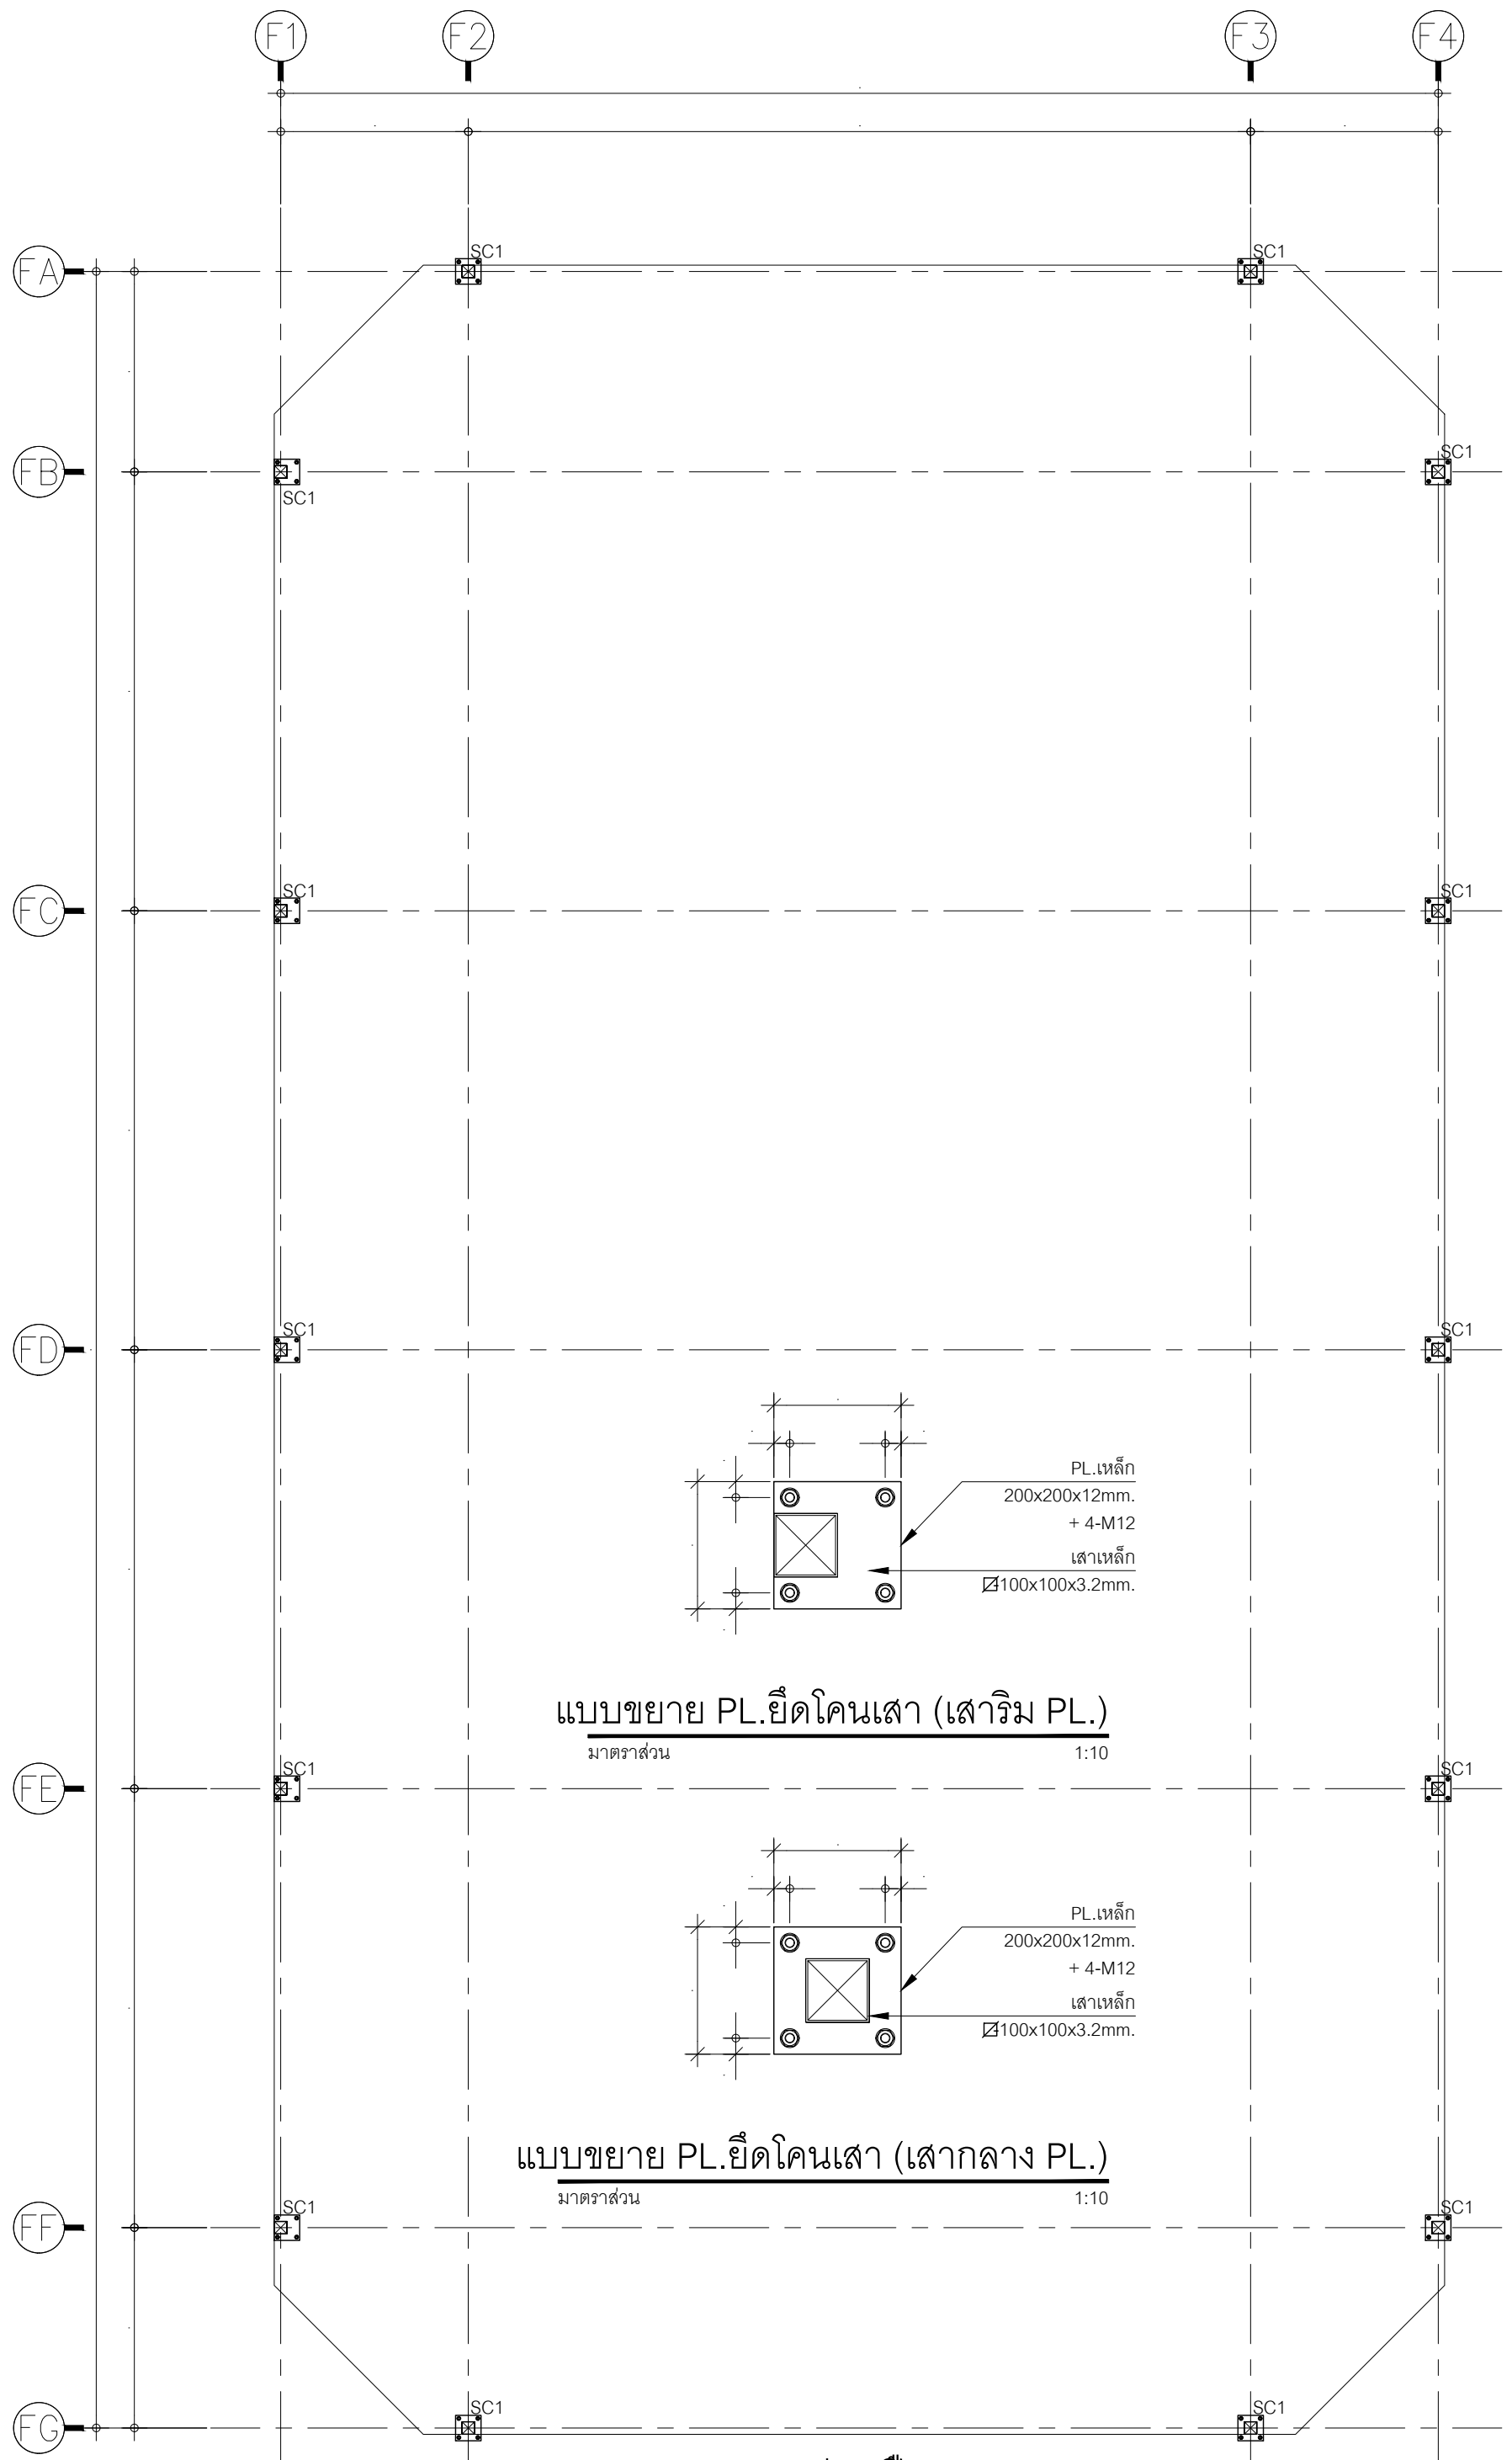 F1 F2 F3 F4
SC1 SC1
FA
SC1
FB
SC1
SC1 SC1
FC
SC1 SC1
FD
PL.เหล็ก
200x200x12mm.
+ 4-M12
เสาเหล็ก
100x100x3.2mm.
แบบขยาย PL.ยึดโคนเสา (เสาริม PL.)
มาตราส่วน 1:10
SC1 SC1
FE
PL.เหล็ก
200x200x12mm.
+ 4-M12
เสาเหล็ก
100x100x3.2mm.
แบบขยาย PL.ยึดโคนเสา (เสากลาง PL.)
มาตราส่วน 1:10
SC1 SC1
FF
SC1 SC1
FG